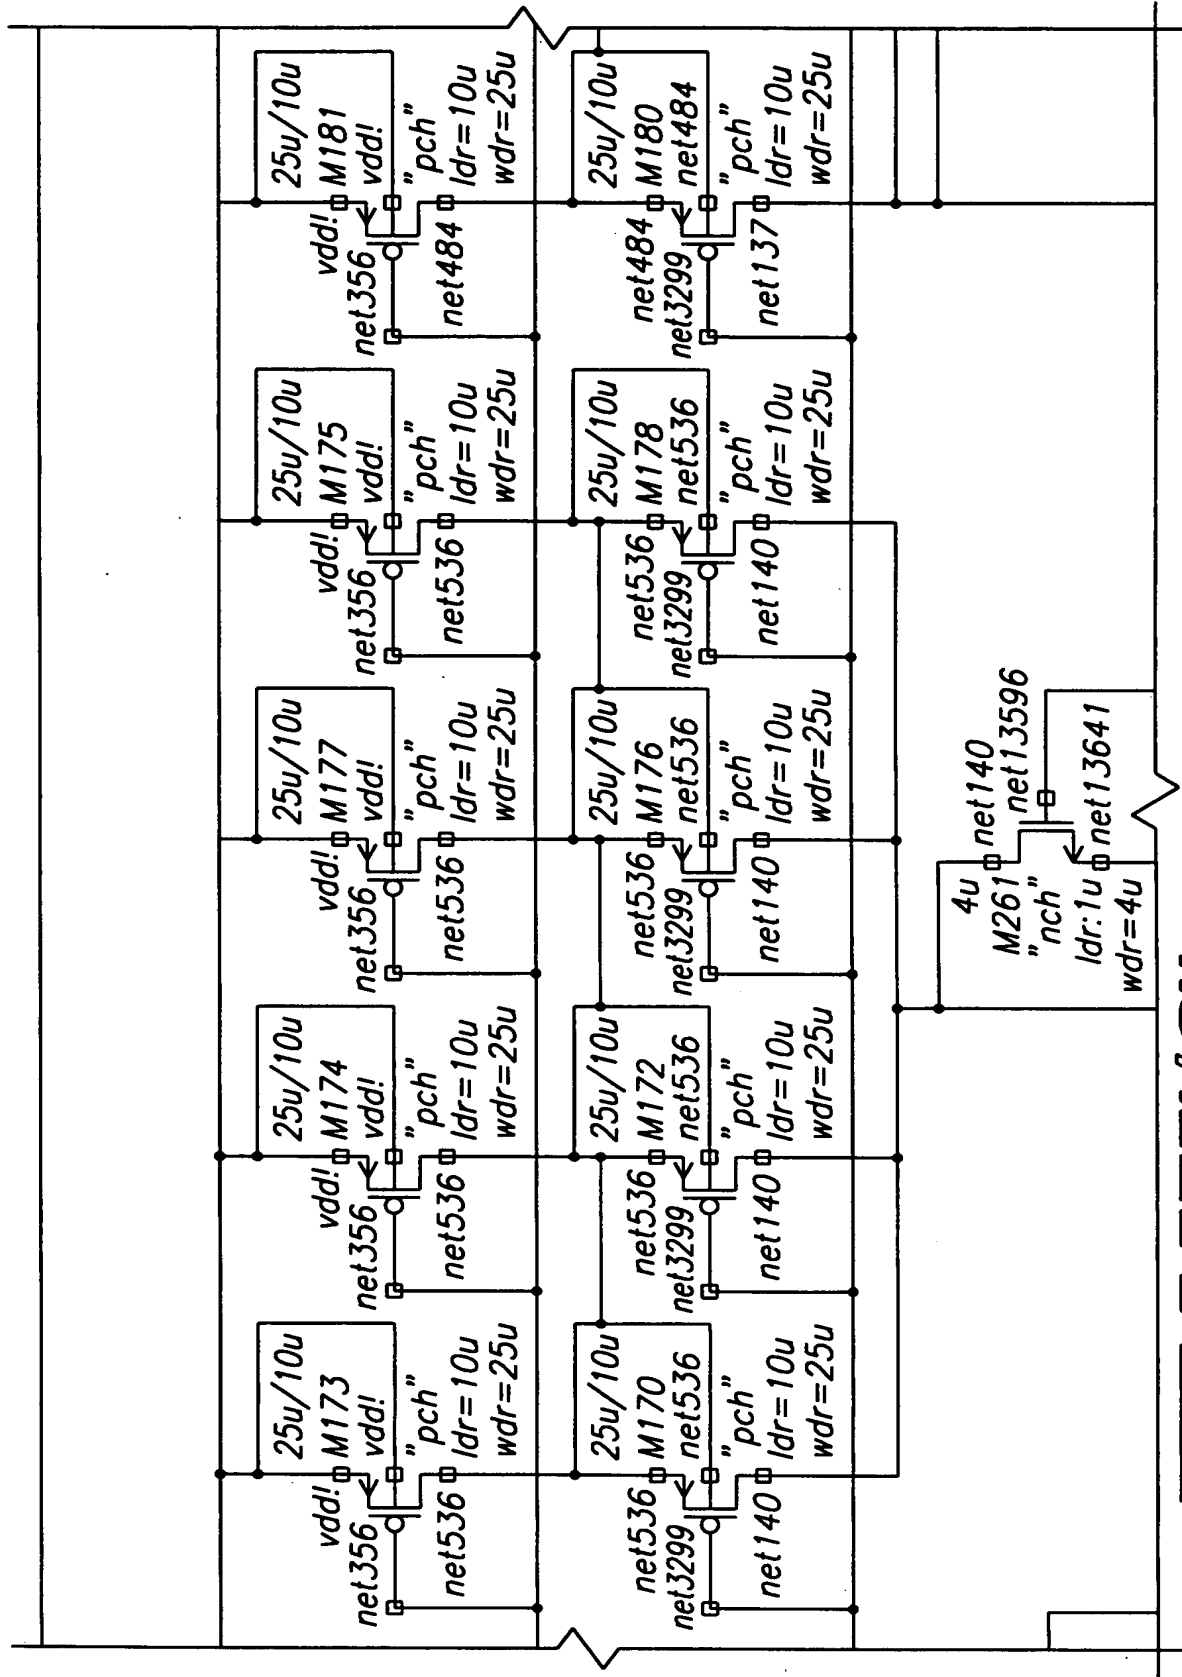 25u/10u
M173
vdd!
vdd!
net356
"pch"
ldr=10u
wdr=25u
net536
25u/10u
M174
vdd!
vdd!
net356
"pch"
ldr=10u
wdr=25u
net536
25u/10u
M177
vdd!
vdd!
net356
"pch"
ldr=10u
wdr=25u
net536
25u/10u
M175
vdd!
vdd!
net356
"pch"
ldr=10u
wdr=25u
net536
25u/10u
M181
vdd!
vdd!
net356
"pch"
ldr=10u
wdr=25u
net484
25u/10u
M170
net536
net536
net3299
"pch"
ldr=10u
wdr=25u
net140
25u/10u
M172
net536
net536
net3299
"pch"
ldr=10u
wdr=25u
net140
25u/10u
M176
net536
net536
net3299
"pch"
ldr=10u
wdr=25u
net140
25u/10u
M178
net536
net536
net3299
"pch"
ldr=10u
wdr=25u
net140
25u/10u
M180
net484
net484
net3299
"pch"
ldr=10u
wdr=25u
net137
4u
M261
"nch"
ldr:1u
wdr=4u
net140
net13596
net13641